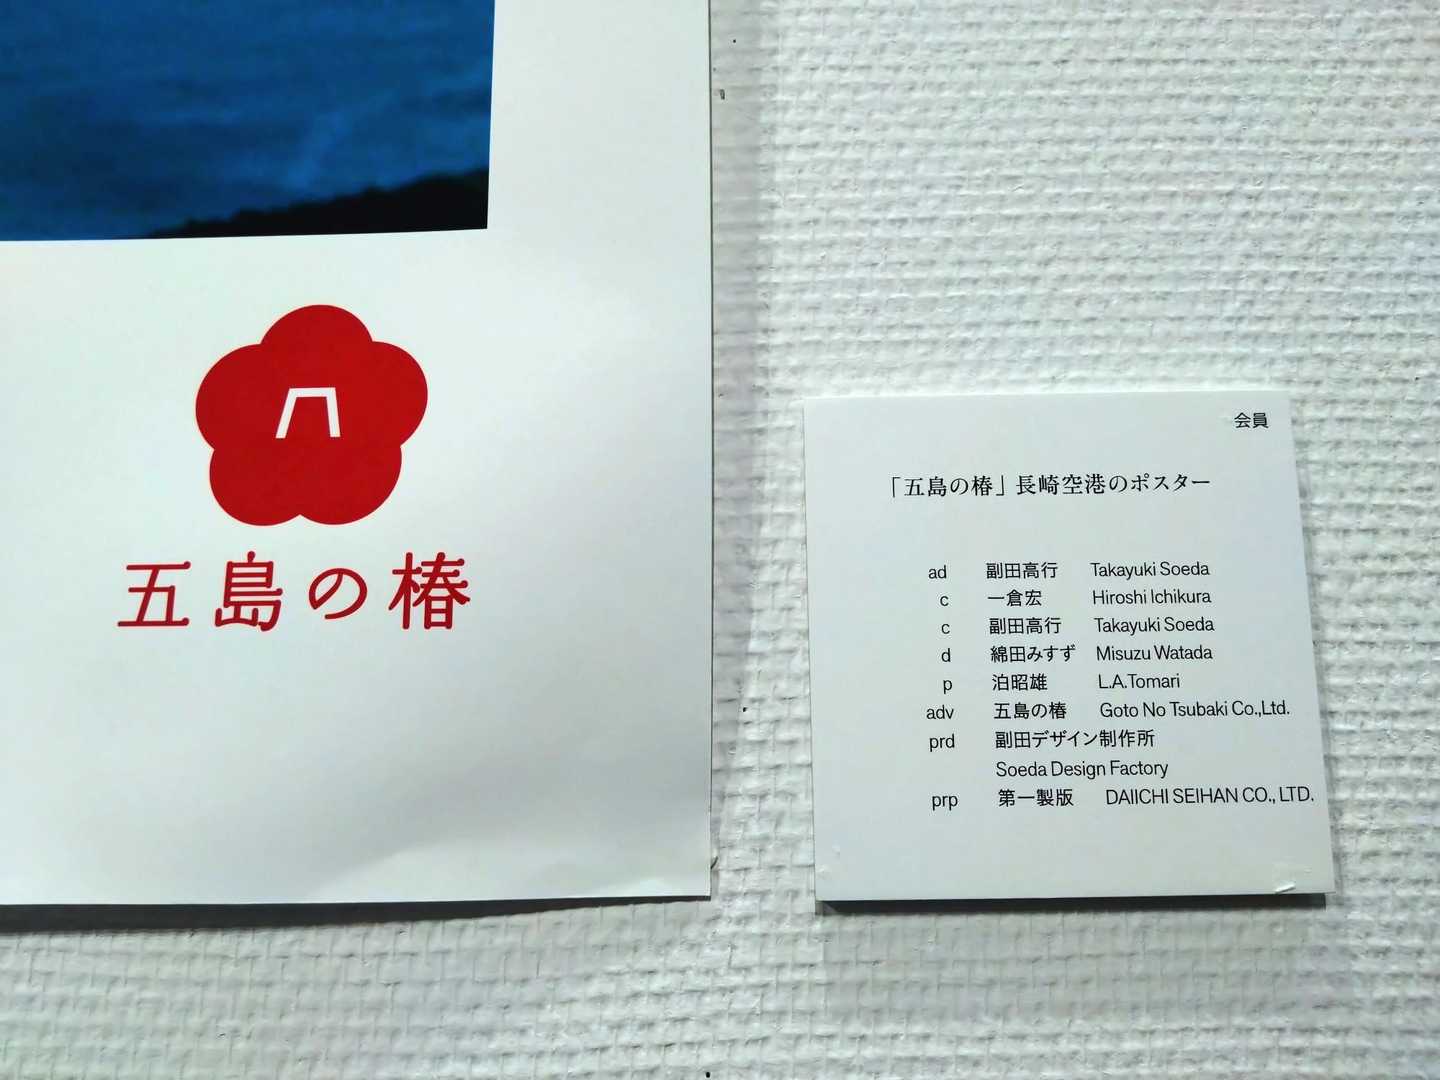 五島の椿
会員
「五島の椿」長崎空港のポスター
ad 副田高行 Takayuki Soeda
c 一倉宏 Hiroshi Ichikura
c 副田高行 Takayuki Soeda
d 綿田みすず Misuzu Watada
p 泊昭雄 L.A.Tomari
adv 五島の椿 Goto No Tsubaki Co.,Ltd.
prd 副田デザイン制作所
Soeda Design Factory
prp 第一製版 DAIICHI SEIHAN CO., LTD.